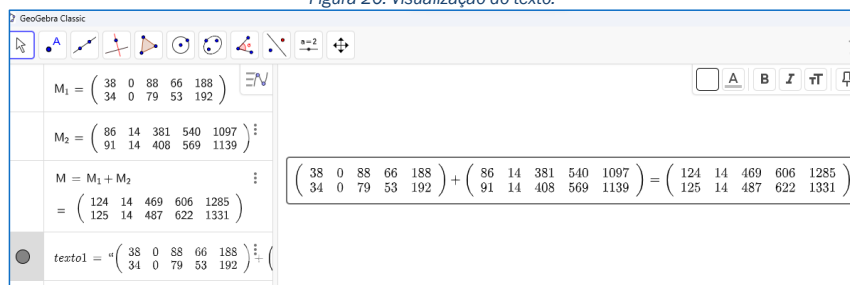 Figura 20. Visualização do texto.
GeoGebra Classic
A
a=2
A B I TT
M₁ = ( 38 0 88 66 188
34 0 79 53 192 )
M₂ = ( 86 14 381 540 1097
91 14 408 569 1139 )
M = M₁ + M₂
= ( 124 14 469 606 1285
125 14 487 622 1331 )
texto1 = “( 38 0 88 66 188
34 0 79 53 192 ) + (
( 38 0 88 66 188
34 0 79 53 192 ) + ( 86 14 381 540 1097
91 14 408 569 1139 ) = ( 124 14 469 606 1285
125 14 487 622 1331 )